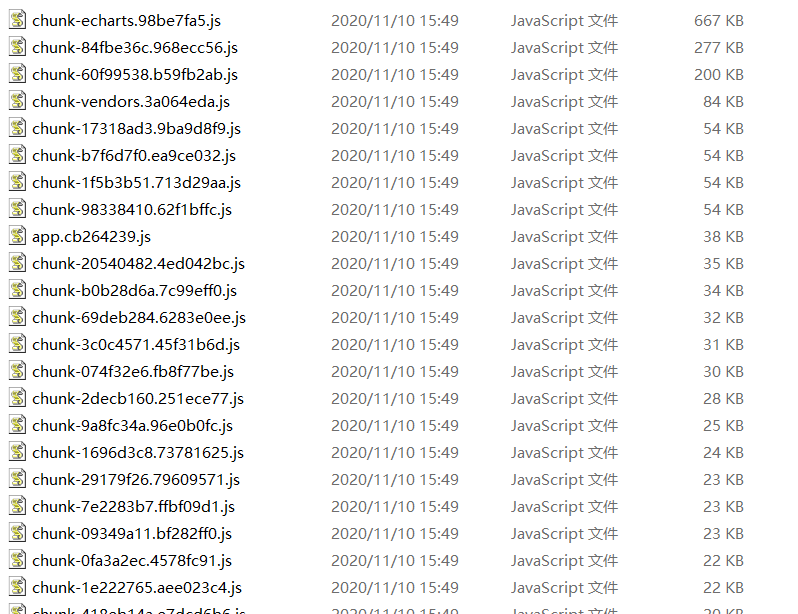 chunk-echarts.98be7fa5.js 2020/11/10 15:49 JavaScript 文件 667 KB
chunk-84fbe36c.968ecc56.js 2020/11/10 15:49 JavaScript 文件 277 KB
chunk-60f99538.b59fb2ab.js 2020/11/10 15:49 JavaScript 文件 200 KB
chunk-vendors.3a064eda.js 2020/11/10 15:49 JavaScript 文件 84 KB
chunk-17318ad3.9ba9d8f9.js 2020/11/10 15:49 JavaScript 文件 54 KB
chunk-b7f6d7f0.ea9ce032.js 2020/11/10 15:49 JavaScript 文件 54 KB
chunk-1f5b3b51.713d29aa.js 2020/11/10 15:49 JavaScript 文件 54 KB
chunk-98338410.62f1bffc.js 2020/11/10 15:49 JavaScript 文件 54 KB
app.cb264239.js 2020/11/10 15:49 JavaScript 文件 38 KB
chunk-20540482.4ed042bc.js 2020/11/10 15:49 JavaScript 文件 35 KB
chunk-b0b28d6a.7c99eff0.js 2020/11/10 15:49 JavaScript 文件 34 KB
chunk-69deb284.6283e0ee.js 2020/11/10 15:49 JavaScript 文件 32 KB
chunk-3c0c4571.45f31b6d.js 2020/11/10 15:49 JavaScript 文件 31 KB
chunk-074f32e6.fb8f77be.js 2020/11/10 15:49 JavaScript 文件 30 KB
chunk-2decb160.251ece77.js 2020/11/10 15:49 JavaScript 文件 28 KB
chunk-9a8fc34a.96e0b0fc.js 2020/11/10 15:49 JavaScript 文件 25 KB
chunk-1696d3c8.73781625.js 2020/11/10 15:49 JavaScript 文件 24 KB
chunk-29179f26.79609571.js 2020/11/10 15:49 JavaScript 文件 23 KB
chunk-7e2283b7.ffbf09d1.js 2020/11/10 15:49 JavaScript 文件 23 KB
chunk-09349a11.bf282ff0.js 2020/11/10 15:49 JavaScript 文件 23 KB
chunk-0fa3a2ec.4578fc91.js 2020/11/10 15:49 JavaScript 文件 22 KB
chunk-1e222765.aee023c4.js 2020/11/10 15:49 JavaScript 文件 22 KB
2020/11/10 15:49 JavaScript 文件 20 KB